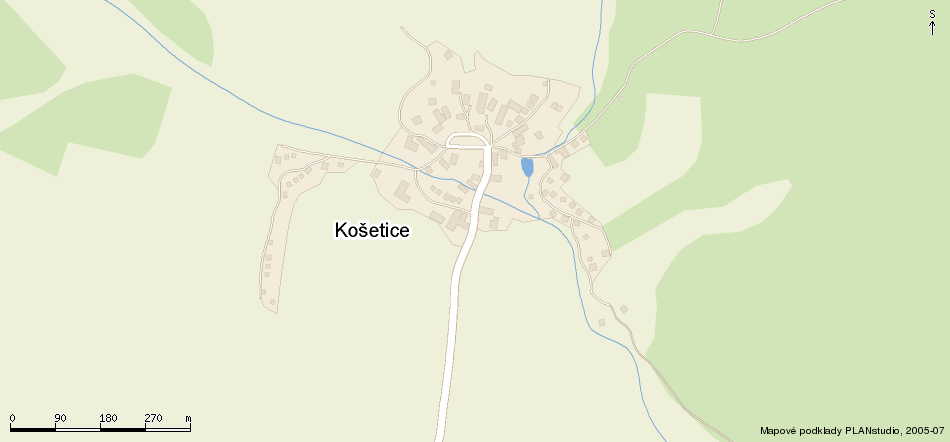 S
Košetice
0 90 180 270 m
Mapové podklady PLANstudio, 2005-07